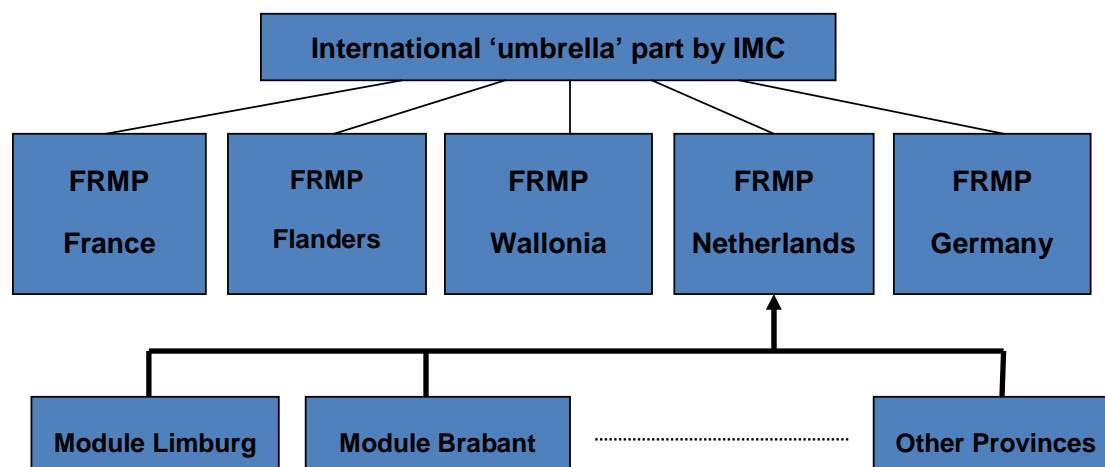 International ‘umbrella’ part by IMC
FRMP
France
FRMP
Flanders
FRMP
Wallonia
FRMP
Netherlands
FRMP
Germany
Module Limburg
Module Brabant
Other Provinces